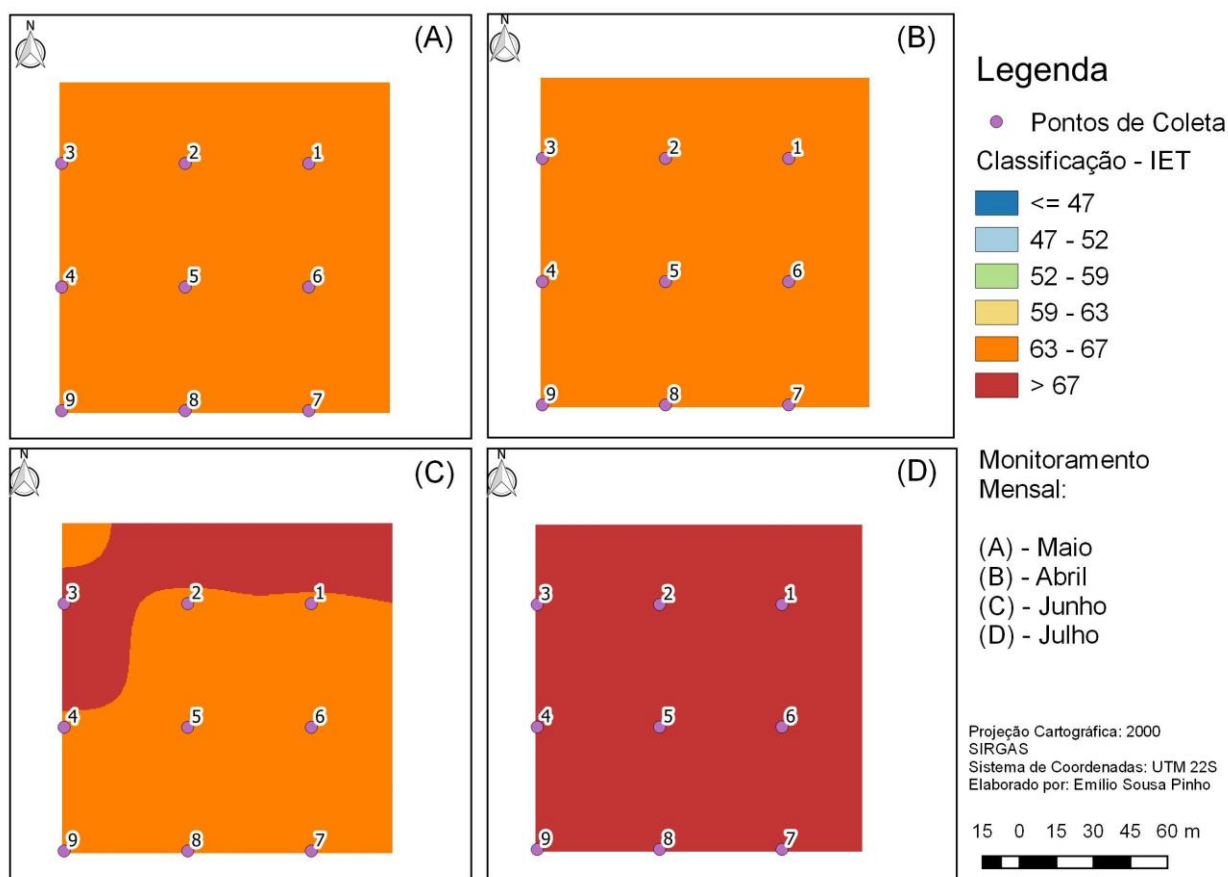 N
(A)
3
2
1
4
5
6
9
8
7
N
(B)
3
2
1
4
5
6
9
8
7
N
(C)
3
2
1
4
5
6
9
8
7
N
(D)
3
2
1
4
5
6
9
8
7
Legenda
Pontos de Coleta
Classificação - IET
<= 47
47 - 52
52 - 59
59 - 63
63 - 67
> 67
Monitoramento
Mensal:
(A) - Maio
(B) - Abril
(C) - Junho
(D) - Julho
Projeção Cartográfica: 2000
SIRGAS
Sistema de Coordenadas: UTM 22S
Elaborado por: Emílio Sousa Pinho
15 0 15 30 45 60 m